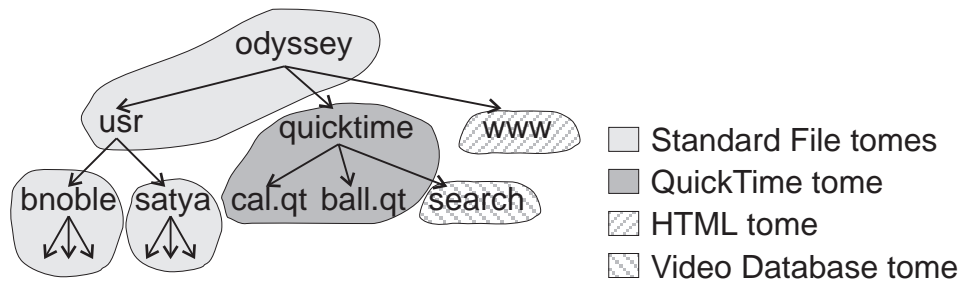 odyssey
usr
quicktime
www
bnoble satya cal.qt ball.qt search
Standard File tomes
QuickTime tome
HTML tome
Video Database tome